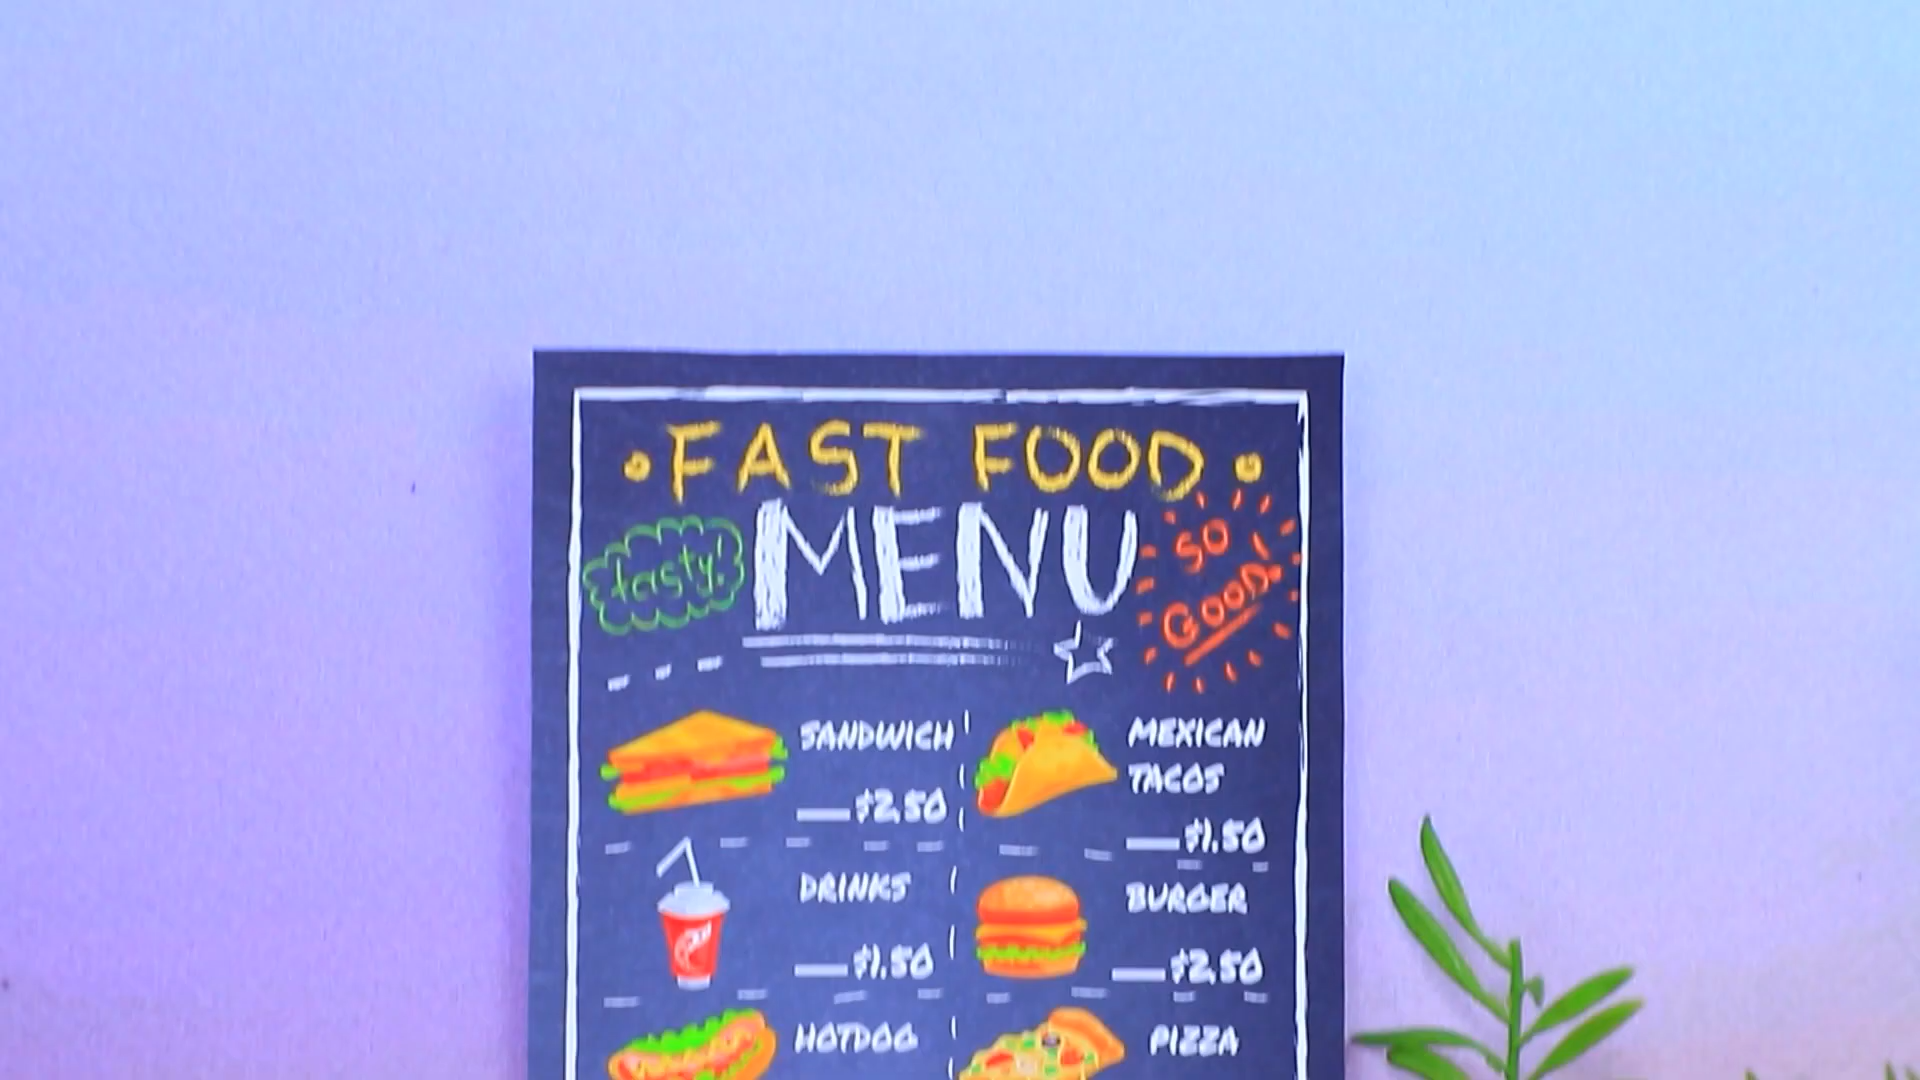 FAST FOOD
MENU
tasty!
SO
GOOD!
SANDWICH
$2.50
MEXICAN
TACOS
$1.50
DRINKS
$1.50
BURGER
$2.50
HOTDOG
PIZZA